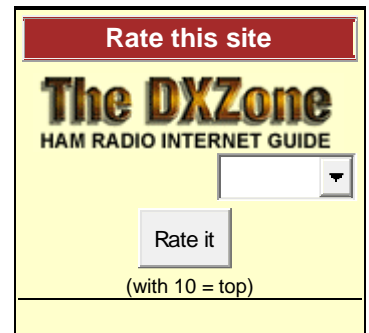 Rate this site
The DXZone
HAM RADIO INTERNET GUIDE
Rate it
(with 10 = top)